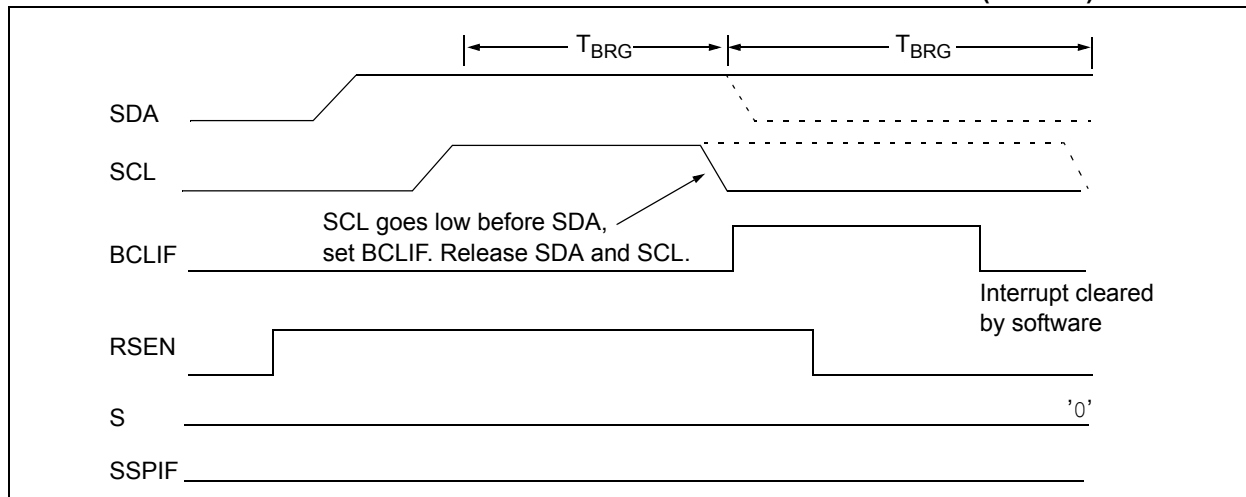 TBRG TBRG
SDA
SCL
SCL goes low before SDA,
set BCLIF. Release SDA and SCL.
BCLIF
Interrupt cleared
by software
RSEN
S '0'
SSPIF